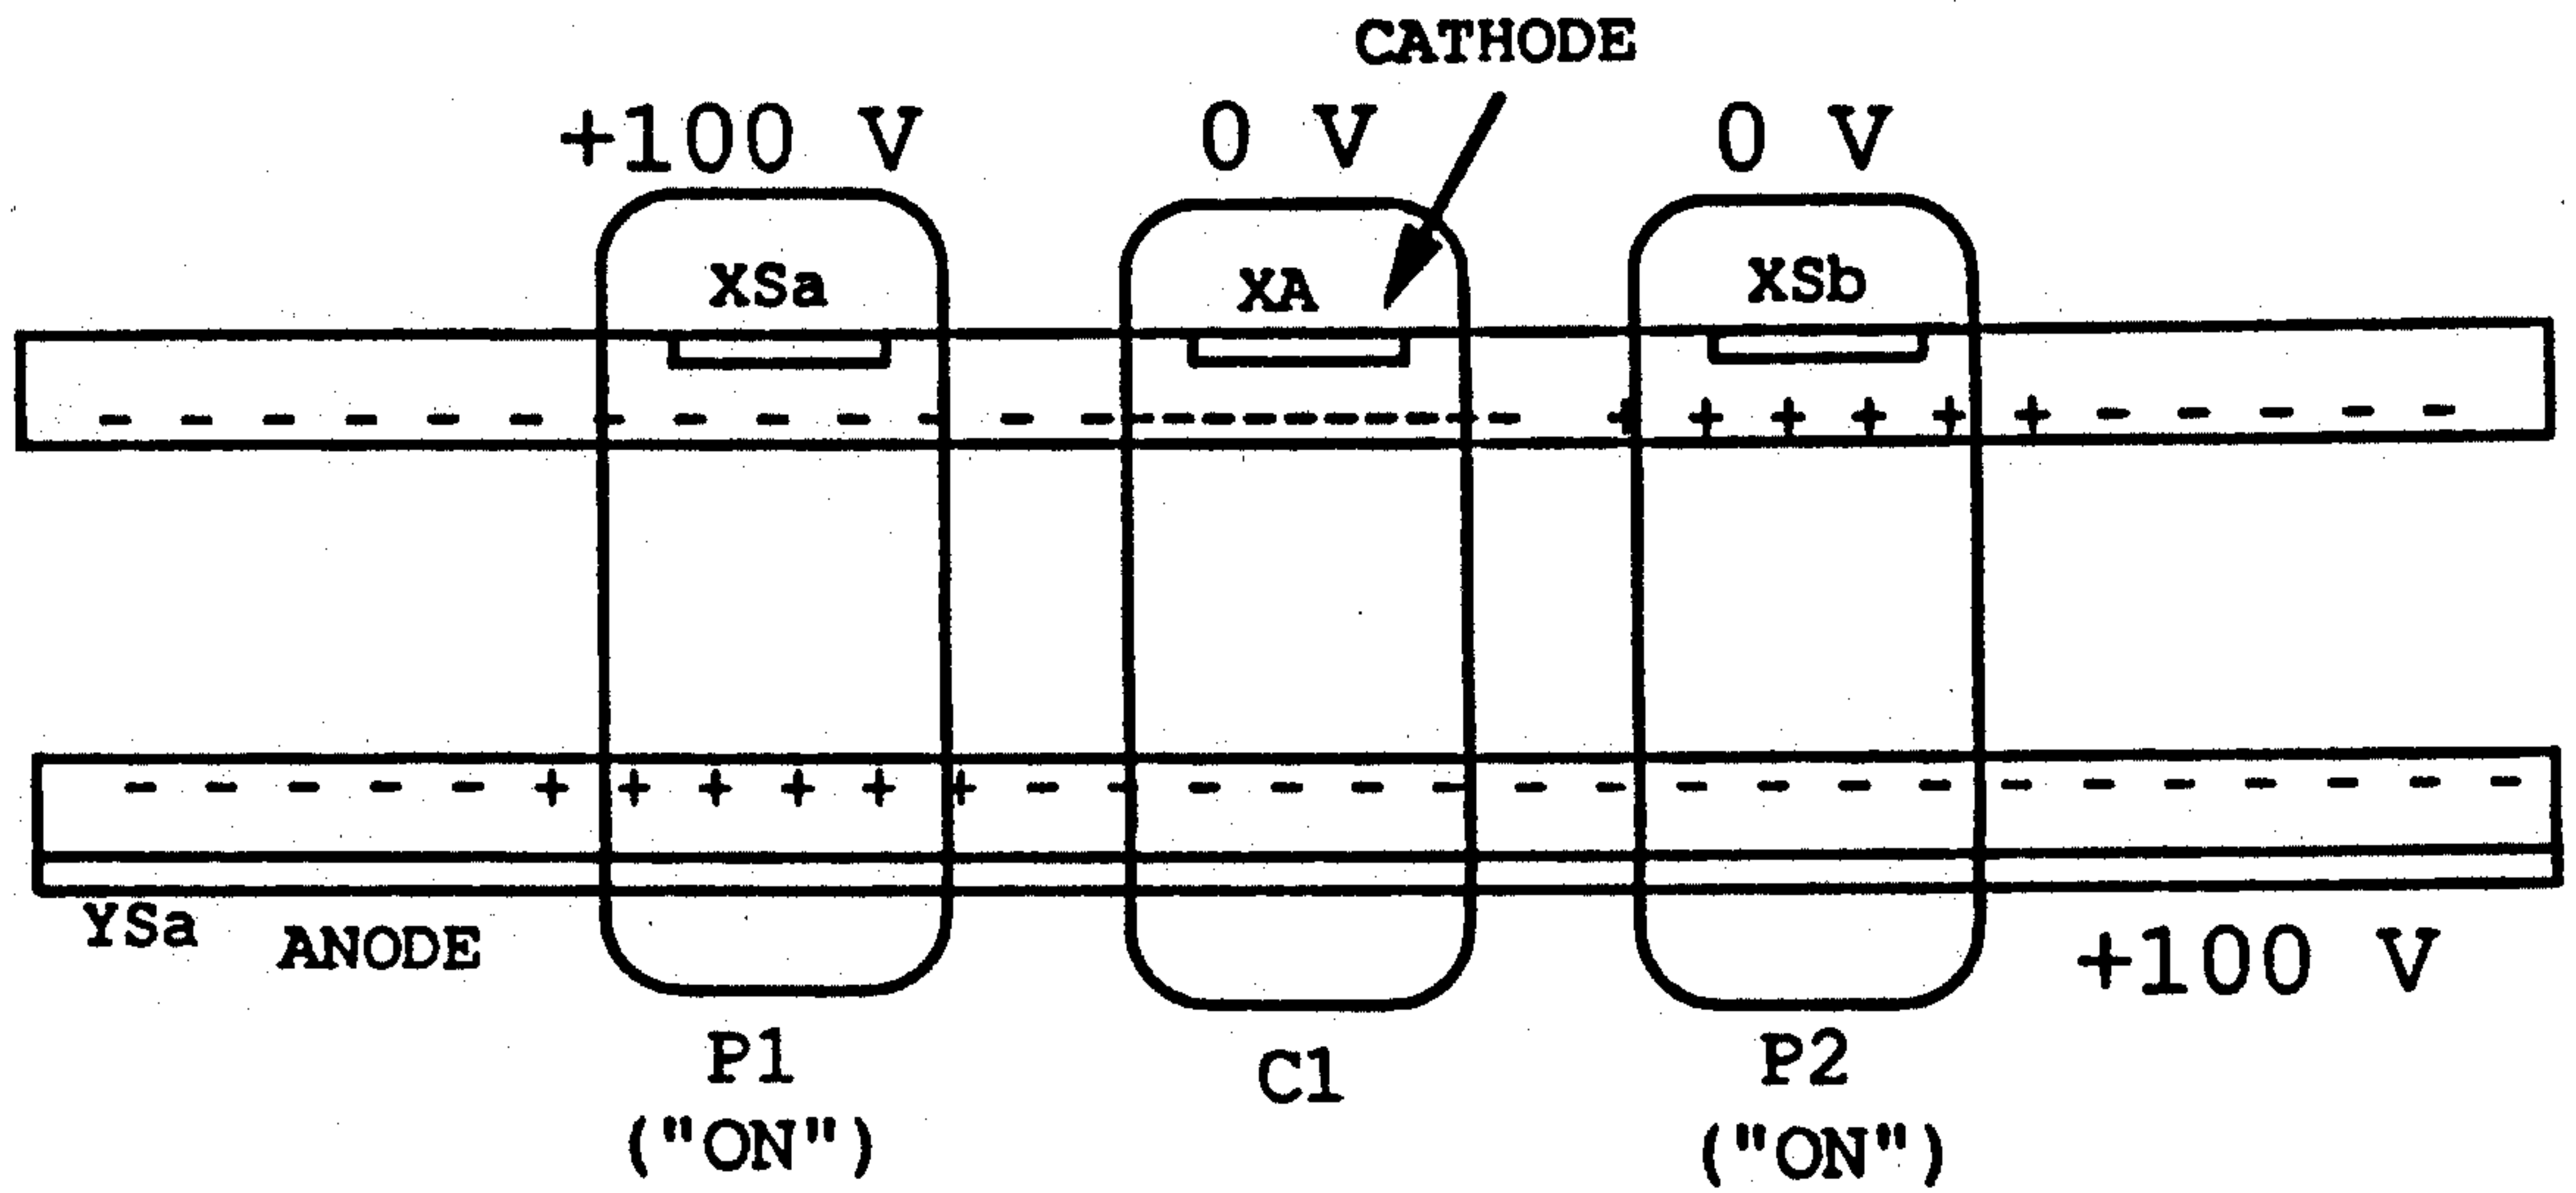 CATHODE
+100 V 0 V 0 V
XSa XA XSb
- - - - - - - - - - - - - - - - - - - - - - - + + + + + + - - - - -
- - - - - + + + + + + - - - - - - - - - - - - - - - - - - -
YSa ANODE +100 V
P1 C1 P2
("ON") ("ON")